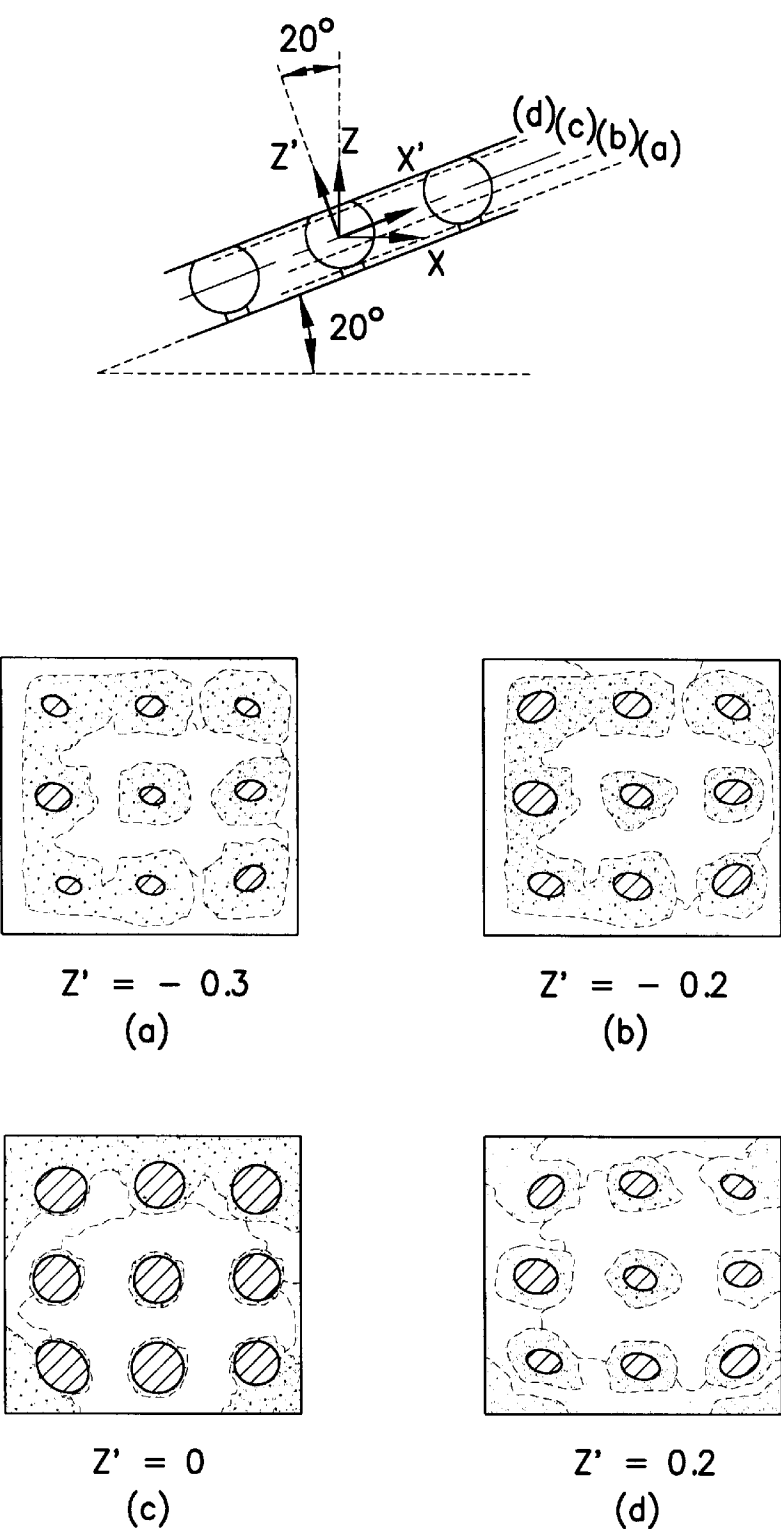 20°
(d)(c)(b)(a)
Z' Z X'
X
20°
Z' = - 0.3
(a)
Z' = - 0.2
(b)
Z' = 0
(c)
Z' = 0.2
(d)